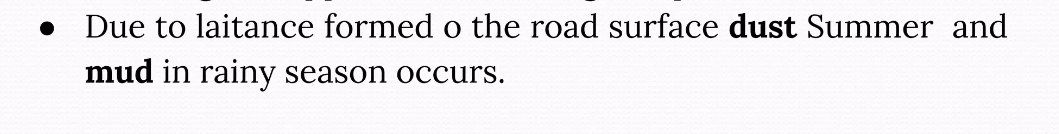 ● Due to laitance formed o the road surface dust Summer  and
mud in rainy season occurs.